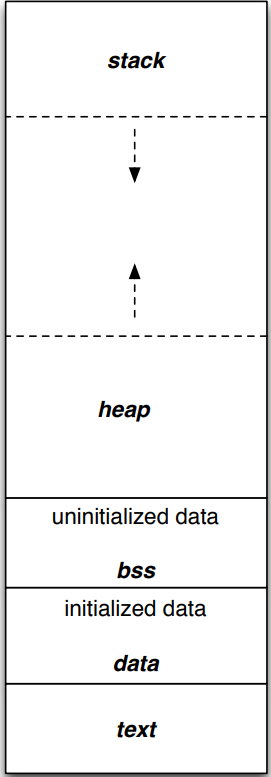 stack
heap
uninitialized data
bss
initialized data
data
text